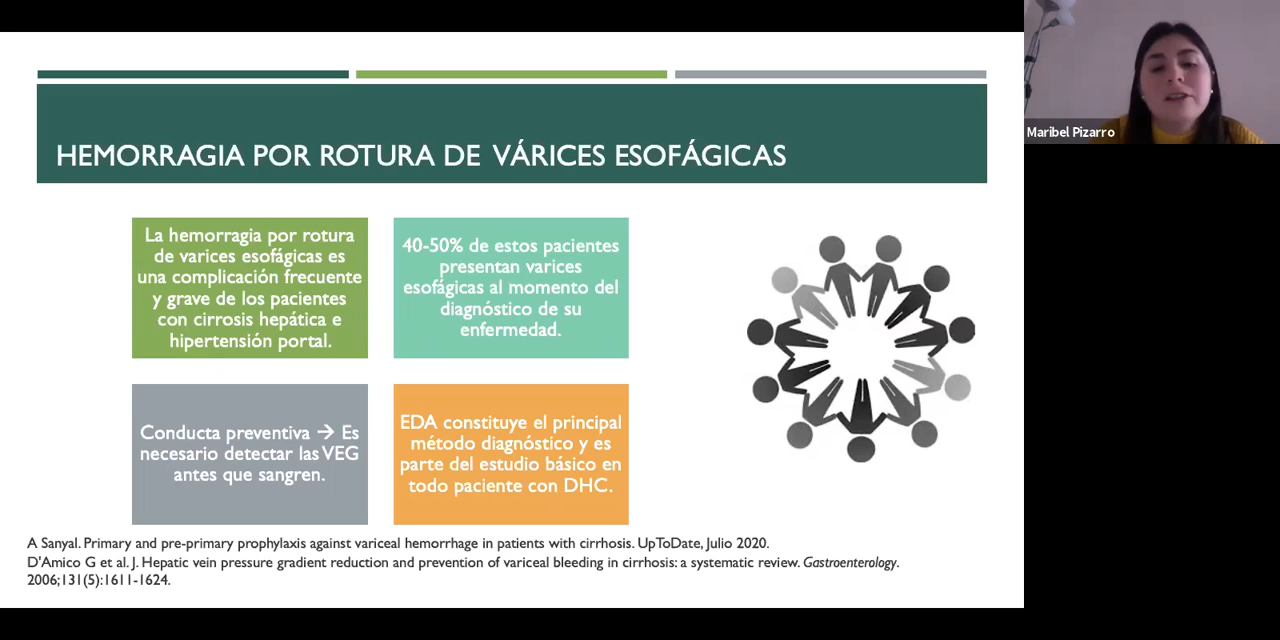 HEMORRAGIA POR ROTURA DE VÁRICES ESOFÁGICAS
La hemorragia por rotura
de varices esofágicas es
una complicación frecuente
y grave de los pacientes
con cirrosis hepática e
hipertensión portal.
40-50% de estos pacientes
presentan varices
esofágicas al momento del
diagnóstico de su
enfermedad.
Conducta preventiva → Es
necesario detectar las VEG
antes que sangren.
EDA constituye el principal
método diagnóstico y es
parte del estudio básico en
todo paciente con DHC.
A Sanyal. Primary and pre-primary prophylaxis against variceal hemorrhage in patients with cirrhosis. UpToDate, Julio 2020.
D'Amico G et al. J. Hepatic vein pressure gradient reduction and prevention of variceal bleeding in cirrhosis: a systematic review. Gastroenterology.
2006;131(5):1611-1624.
Maribel Pizarro